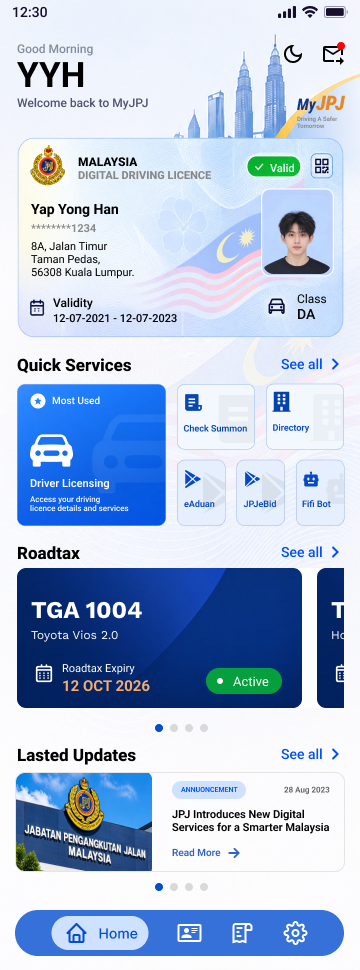 12:30
Good Morning
YYH
Welcome back to MyJPJ
MyJPJ
Driving A Safer
Tomorrow
MALAYSIA
DIGITAL DRIVING LICENCE
Valid
Yap Yong Han
********1234
8A, Jalan Timur
Taman Pedas,
56308 Kuala Lumpur.
Validity
12-07-2021 - 12-07-2023
Class
DA
Quick Services
See all
Most Used
Driver Licensing
Access your driving
licence details and services
Check Summon
Directory
eAduan
JPJeBid
Fifi Bot
Roadtax
See all
TGA 1004
Toyota Vios 2.0
Roadtax Expiry
12 OCT 2026
Active
T
Ho
Lasted Updates
See all
JABATAN PENGANGKUTAN JALAN
MALAYSIA
ANNUONCEMENT
28 Aug 2023
JPJ Introduces New Digital
Services for a Smarter Malaysia
Read More
Home